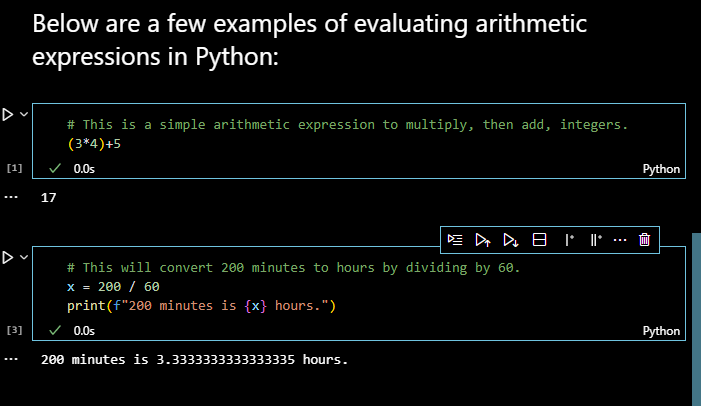 Below are a few examples of evaluating arithmetic
expressions in Python:
# This is a simple arithmetic expression to multiply, then add, integers.
(3*4)+5
[1]
0.0s
Python
17
# This will convert 200 minutes to hours by dividing by 60.
x = 200 / 60
print(f"200 minutes is {x} hours.")
[3]
0.0s
Python
200 minutes is 3.3333333333333335 hours.